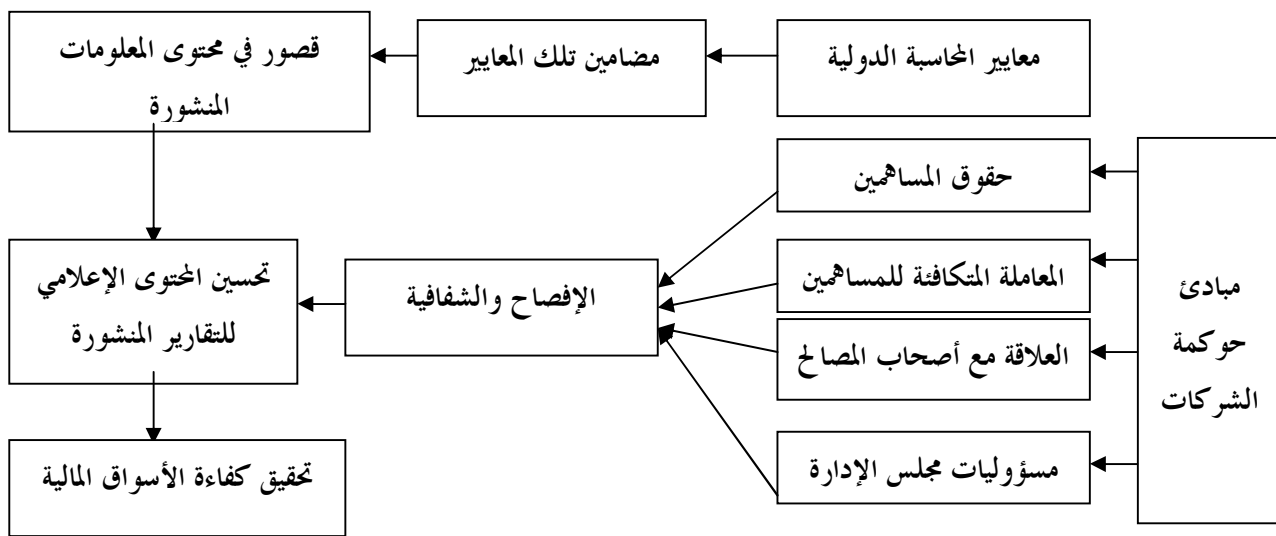 معايير المحاسبة الدولية
مضامين تلك المعايير
قصور في محتوى المعلومات
المنشورة
مبادئ
حوكمة
الشركات
حقوق المساهمين
المعاملة المتكافئة للمساهمين
العلاقة مع أصحاب المصالح
مسؤوليات مجلس الإدارة
الإفصاح والشفافية
تحسين المحتوى الإعلامي
للتقارير المنشورة
تحقيق كفاءة الأسواق المالية